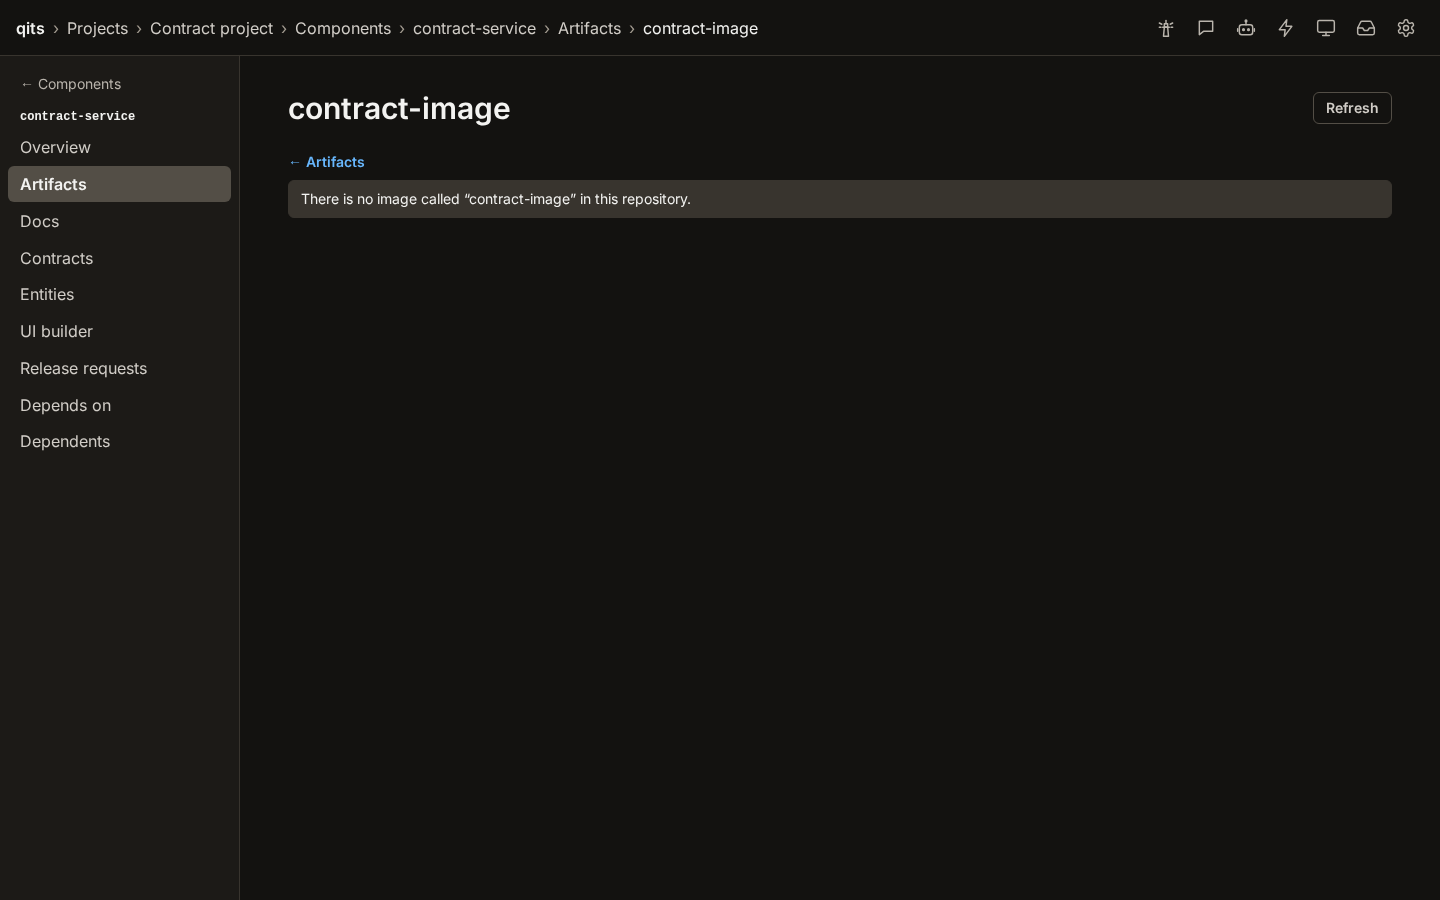 qits › Projects › Contract project › Components › contract-service › Artifacts › contract-image
← Components
contract-service
Overview
Artifacts
Docs
Contracts
Entities
UI builder
Release requests
Depends on
Dependents
contract-image
Refresh
← Artifacts
There is no image called “contract-image” in this repository.